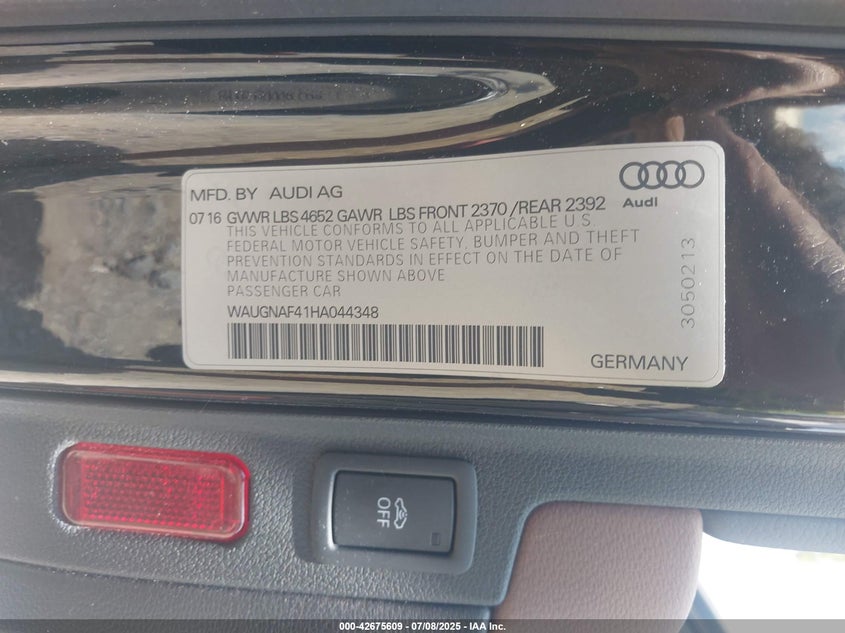 MFD. BY AUDI AG
Audi
07 16 GVWR LBS 4652 GAWR LBS FRONT 2370 /REAR 2392
THIS VEHICLE CONFORMS TO ALL APPLICABLE U.S.
FEDERAL MOTOR VEHICLE SAFETY, BUMPER AND THEFT
PREVENTION STANDARDS IN EFFECT ON THE DATE OF
MANUFACTURE SHOWN ABOVE
PASSENGER CAR
WAUGNAF41HA044348
GERMANY
3050213
OFF
000-42675609 - 07/08/2025 - IAA Inc.